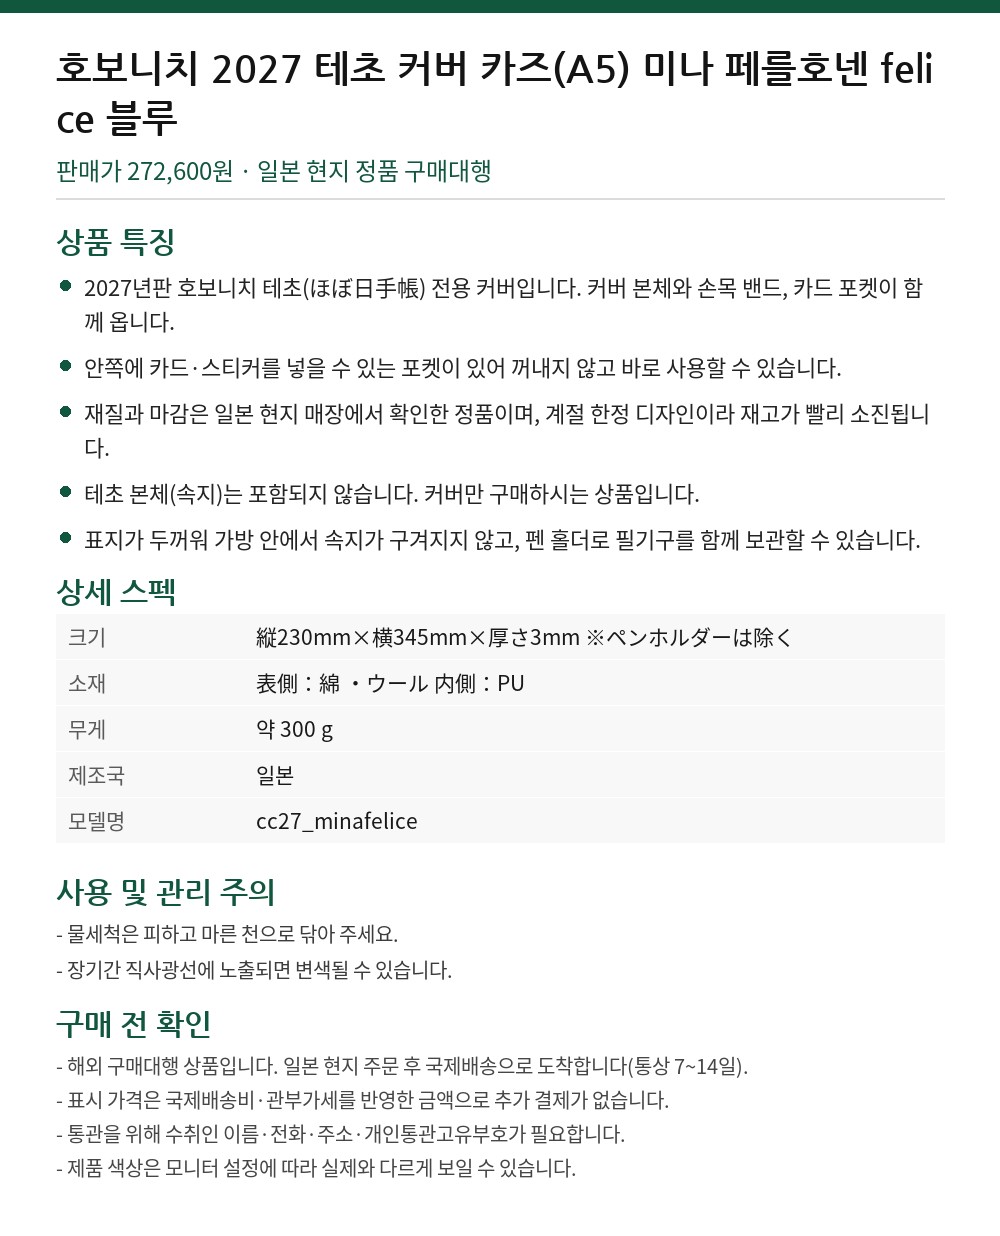 호보니치 2027 테초 커버 카즈(A5) 미나 페를호넨 feli
ce 블루
판매가 272,600원 · 일본 현지 정품 구매대행
상품 특징
● 2027년판 호보니치 테초(ほぼ日手帳) 전용 커버입니다. 커버 본체와 손목 밴드, 카드 포켓이 함
께 옵니다.
● 안쪽에 카드·스티커를 넣을 수 있는 포켓이 있어 꺼내지 않고 바로 사용할 수 있습니다.
● 재질과 마감은 일본 현지 매장에서 확인한 정품이며, 계절 한정 디자인이라 재고가 빨리 소진됩니
다.
● 테초 본체(속지)는 포함되지 않습니다. 커버만 구매하시는 상품입니다.
● 표지가 두꺼워 가방 안에서 속지가 구겨지지 않고, 펜 홀더로 필기구를 함께 보관할 수 있습니다.
상세 스펙
크기 縦230mm×横345mm×厚さ3mm ※ペンホルダーは除く
소재 表側：綿 ・ウール 内側：PU
무게 약 300 g
제조국 일본
모델명 cc27_minafelice
사용 및 관리 주의
- 물세척은 피하고 마른 천으로 닦아 주세요.
- 장기간 직사광선에 노출되면 변색될 수 있습니다.
구매 전 확인
- 해외 구매대행 상품입니다. 일본 현지 주문 후 국제배송으로 도착합니다(통상 7~14일).
- 표시 가격은 국제배송비·관부가세를 반영한 금액으로 추가 결제가 없습니다.
- 통관을 위해 수취인 이름·전화·주소·개인통관고유부호가 필요합니다.
- 제품 색상은 모니터 설정에 따라 실제와 다르게 보일 수 있습니다.